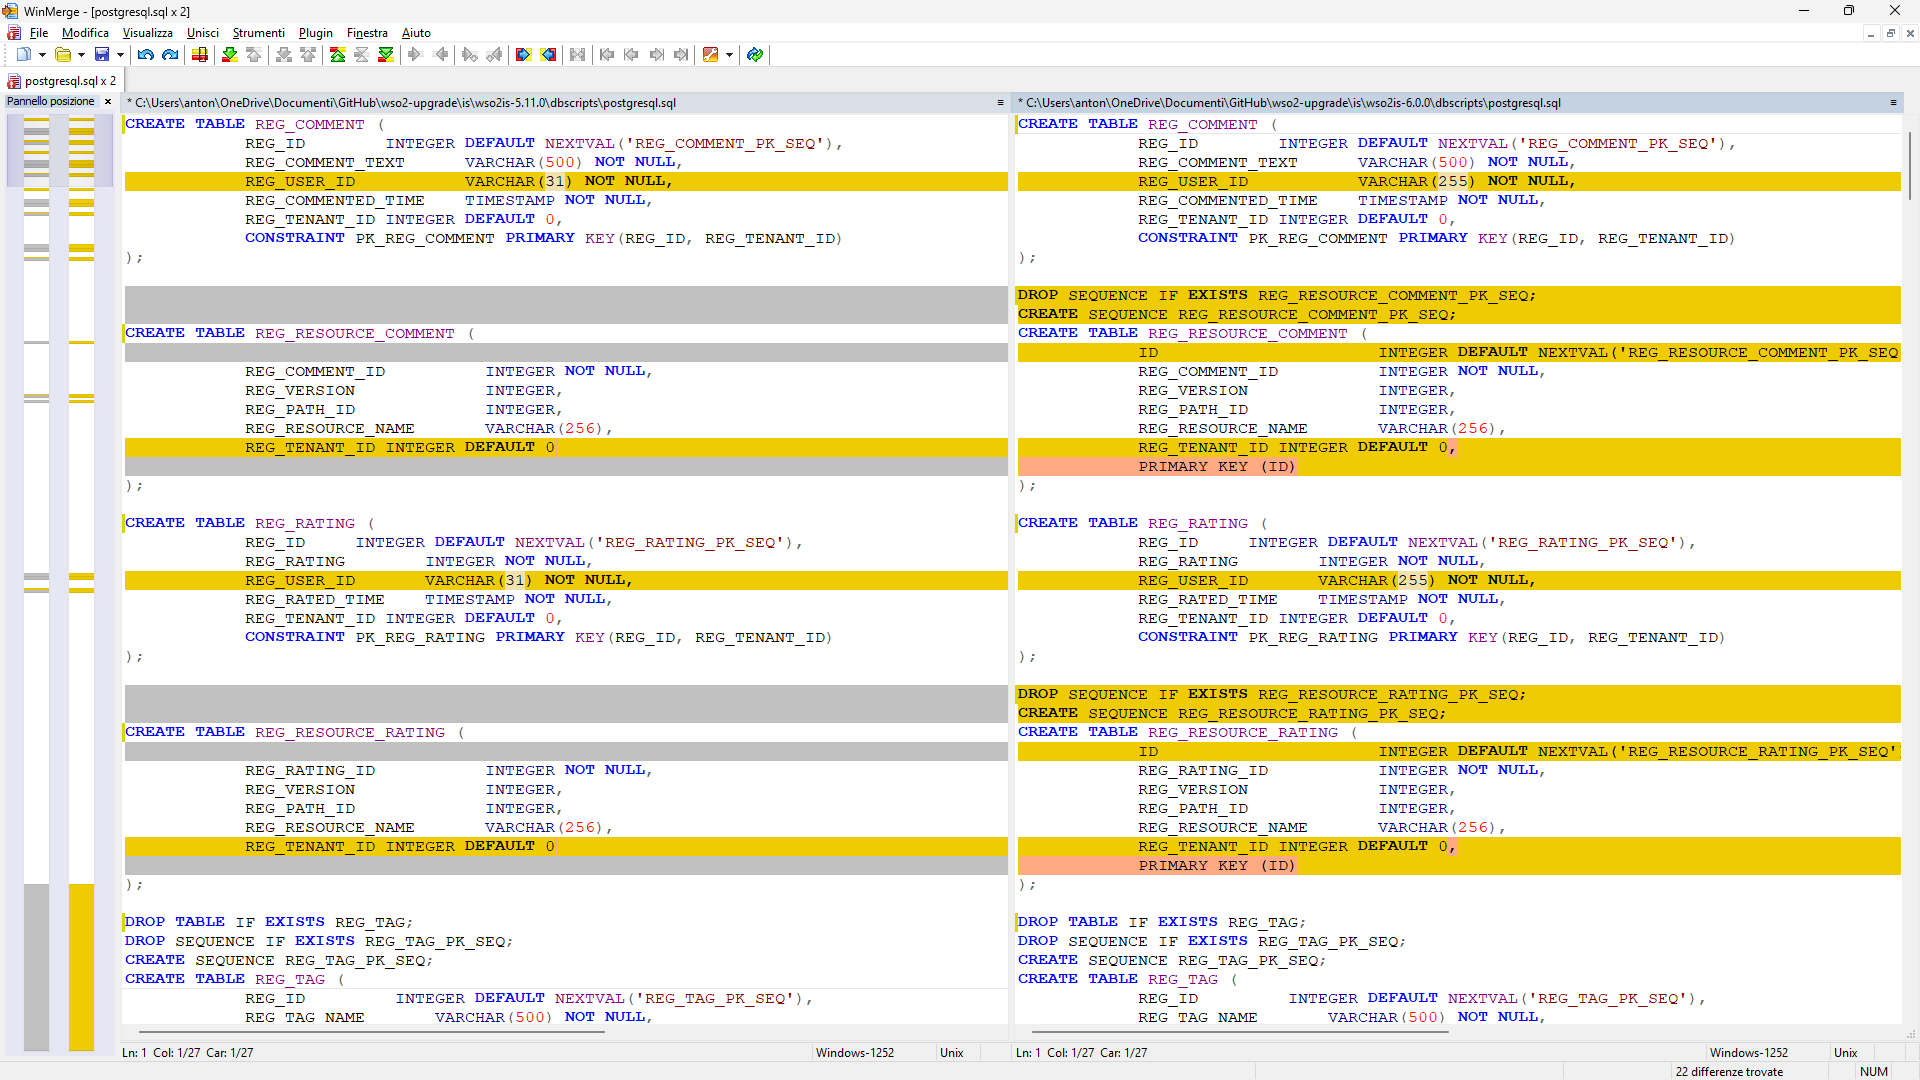 WinMerge - [postgresql.sql x 2]
File Modifica Visualizza Unisci Strumenti Plugin Finestra Aiuto
postgresql.sql x 2
Pannello posizione
* C:\Users\anton\OneDrive\Documenti\GitHub\wso2-upgrade\is\wso2is-5.11.0\dbscripts\postgresql.sql
CREATE TABLE REG_COMMENT (
REG_ID INTEGER DEFAULT NEXTVAL('REG_COMMENT_PK_SEQ'),
REG_COMMENT_TEXT VARCHAR(500) NOT NULL,
REG_USER_ID VARCHAR(31) NOT NULL,
REG_COMMENTED_TIME TIMESTAMP NOT NULL,
REG_TENANT_ID INTEGER DEFAULT 0,
CONSTRAINT PK_REG_COMMENT PRIMARY KEY(REG_ID, REG_TENANT_ID)
);
CREATE TABLE REG_RESOURCE_COMMENT (
REG_COMMENT_ID INTEGER NOT NULL,
REG_VERSION INTEGER,
REG_PATH_ID INTEGER,
REG_RESOURCE_NAME VARCHAR(256),
REG_TENANT_ID INTEGER DEFAULT 0
);
CREATE TABLE REG_RATING (
REG_ID INTEGER DEFAULT NEXTVAL('REG_RATING_PK_SEQ'),
REG_RATING INTEGER NOT NULL,
REG_USER_ID VARCHAR(31) NOT NULL,
REG_RATED_TIME TIMESTAMP NOT NULL,
REG_TENANT_ID INTEGER DEFAULT 0,
CONSTRAINT PK_REG_RATING PRIMARY KEY(REG_ID, REG_TENANT_ID)
);
CREATE TABLE REG_RESOURCE_RATING (
REG_RATING_ID INTEGER NOT NULL,
REG_VERSION INTEGER,
REG_PATH_ID INTEGER,
REG_RESOURCE_NAME VARCHAR(256),
REG_TENANT_ID INTEGER DEFAULT 0
);
DROP TABLE IF EXISTS REG_TAG;
DROP SEQUENCE IF EXISTS REG_TAG_PK_SEQ;
CREATE SEQUENCE REG_TAG_PK_SEQ;
CREATE TABLE REG_TAG (
REG_ID INTEGER DEFAULT NEXTVAL('REG_TAG_PK_SEQ'),
REG_TAG_NAME VARCHAR(500) NOT NULL,
Ln: 1 Col: 1/27 Car: 1/27
Windows-1252
Unix
* C:\Users\anton\OneDrive\Documenti\GitHub\wso2-upgrade\is\wso2is-6.0.0\dbscripts\postgresql.sql
CREATE TABLE REG_COMMENT (
REG_ID INTEGER DEFAULT NEXTVAL('REG_COMMENT_PK_SEQ'),
REG_COMMENT_TEXT VARCHAR(500) NOT NULL,
REG_USER_ID VARCHAR(255) NOT NULL,
REG_COMMENTED_TIME TIMESTAMP NOT NULL,
REG_TENANT_ID INTEGER DEFAULT 0,
CONSTRAINT PK_REG_COMMENT PRIMARY KEY(REG_ID, REG_TENANT_ID)
);
DROP SEQUENCE IF EXISTS REG_RESOURCE_COMMENT_PK_SEQ;
CREATE SEQUENCE REG_RESOURCE_COMMENT_PK_SEQ;
CREATE TABLE REG_RESOURCE_COMMENT (
ID INTEGER DEFAULT NEXTVAL('REG_RESOURCE_COMMENT_PK_SEQ
REG_COMMENT_ID INTEGER NOT NULL,
REG_VERSION INTEGER,
REG_PATH_ID INTEGER,
REG_RESOURCE_NAME VARCHAR(256),
REG_TENANT_ID INTEGER DEFAULT 0,
PRIMARY KEY (ID)
);
CREATE TABLE REG_RATING (
REG_ID INTEGER DEFAULT NEXTVAL('REG_RATING_PK_SEQ'),
REG_RATING INTEGER NOT NULL,
REG_USER_ID VARCHAR(255) NOT NULL,
REG_RATED_TIME TIMESTAMP NOT NULL,
REG_TENANT_ID INTEGER DEFAULT 0,
CONSTRAINT PK_REG_RATING PRIMARY KEY(REG_ID, REG_TENANT_ID)
);
DROP SEQUENCE IF EXISTS REG_RESOURCE_RATING_PK_SEQ;
CREATE SEQUENCE REG_RESOURCE_RATING_PK_SEQ;
CREATE TABLE REG_RESOURCE_RATING (
ID INTEGER DEFAULT NEXTVAL('REG_RESOURCE_RATING_PK_SEQ'
REG_RATING_ID INTEGER NOT NULL,
REG_VERSION INTEGER,
REG_PATH_ID INTEGER,
REG_RESOURCE_NAME VARCHAR(256),
REG_TENANT_ID INTEGER DEFAULT 0,
PRIMARY KEY (ID)
);
DROP TABLE IF EXISTS REG_TAG;
DROP SEQUENCE IF EXISTS REG_TAG_PK_SEQ;
CREATE SEQUENCE REG_TAG_PK_SEQ;
CREATE TABLE REG_TAG (
REG_ID INTEGER DEFAULT NEXTVAL('REG_TAG_PK_SEQ'),
REG_TAG_NAME VARCHAR(500) NOT NULL,
Ln: 1 Col: 1/27 Car: 1/27
Windows-1252
Unix
22 differenze trovate
NUM